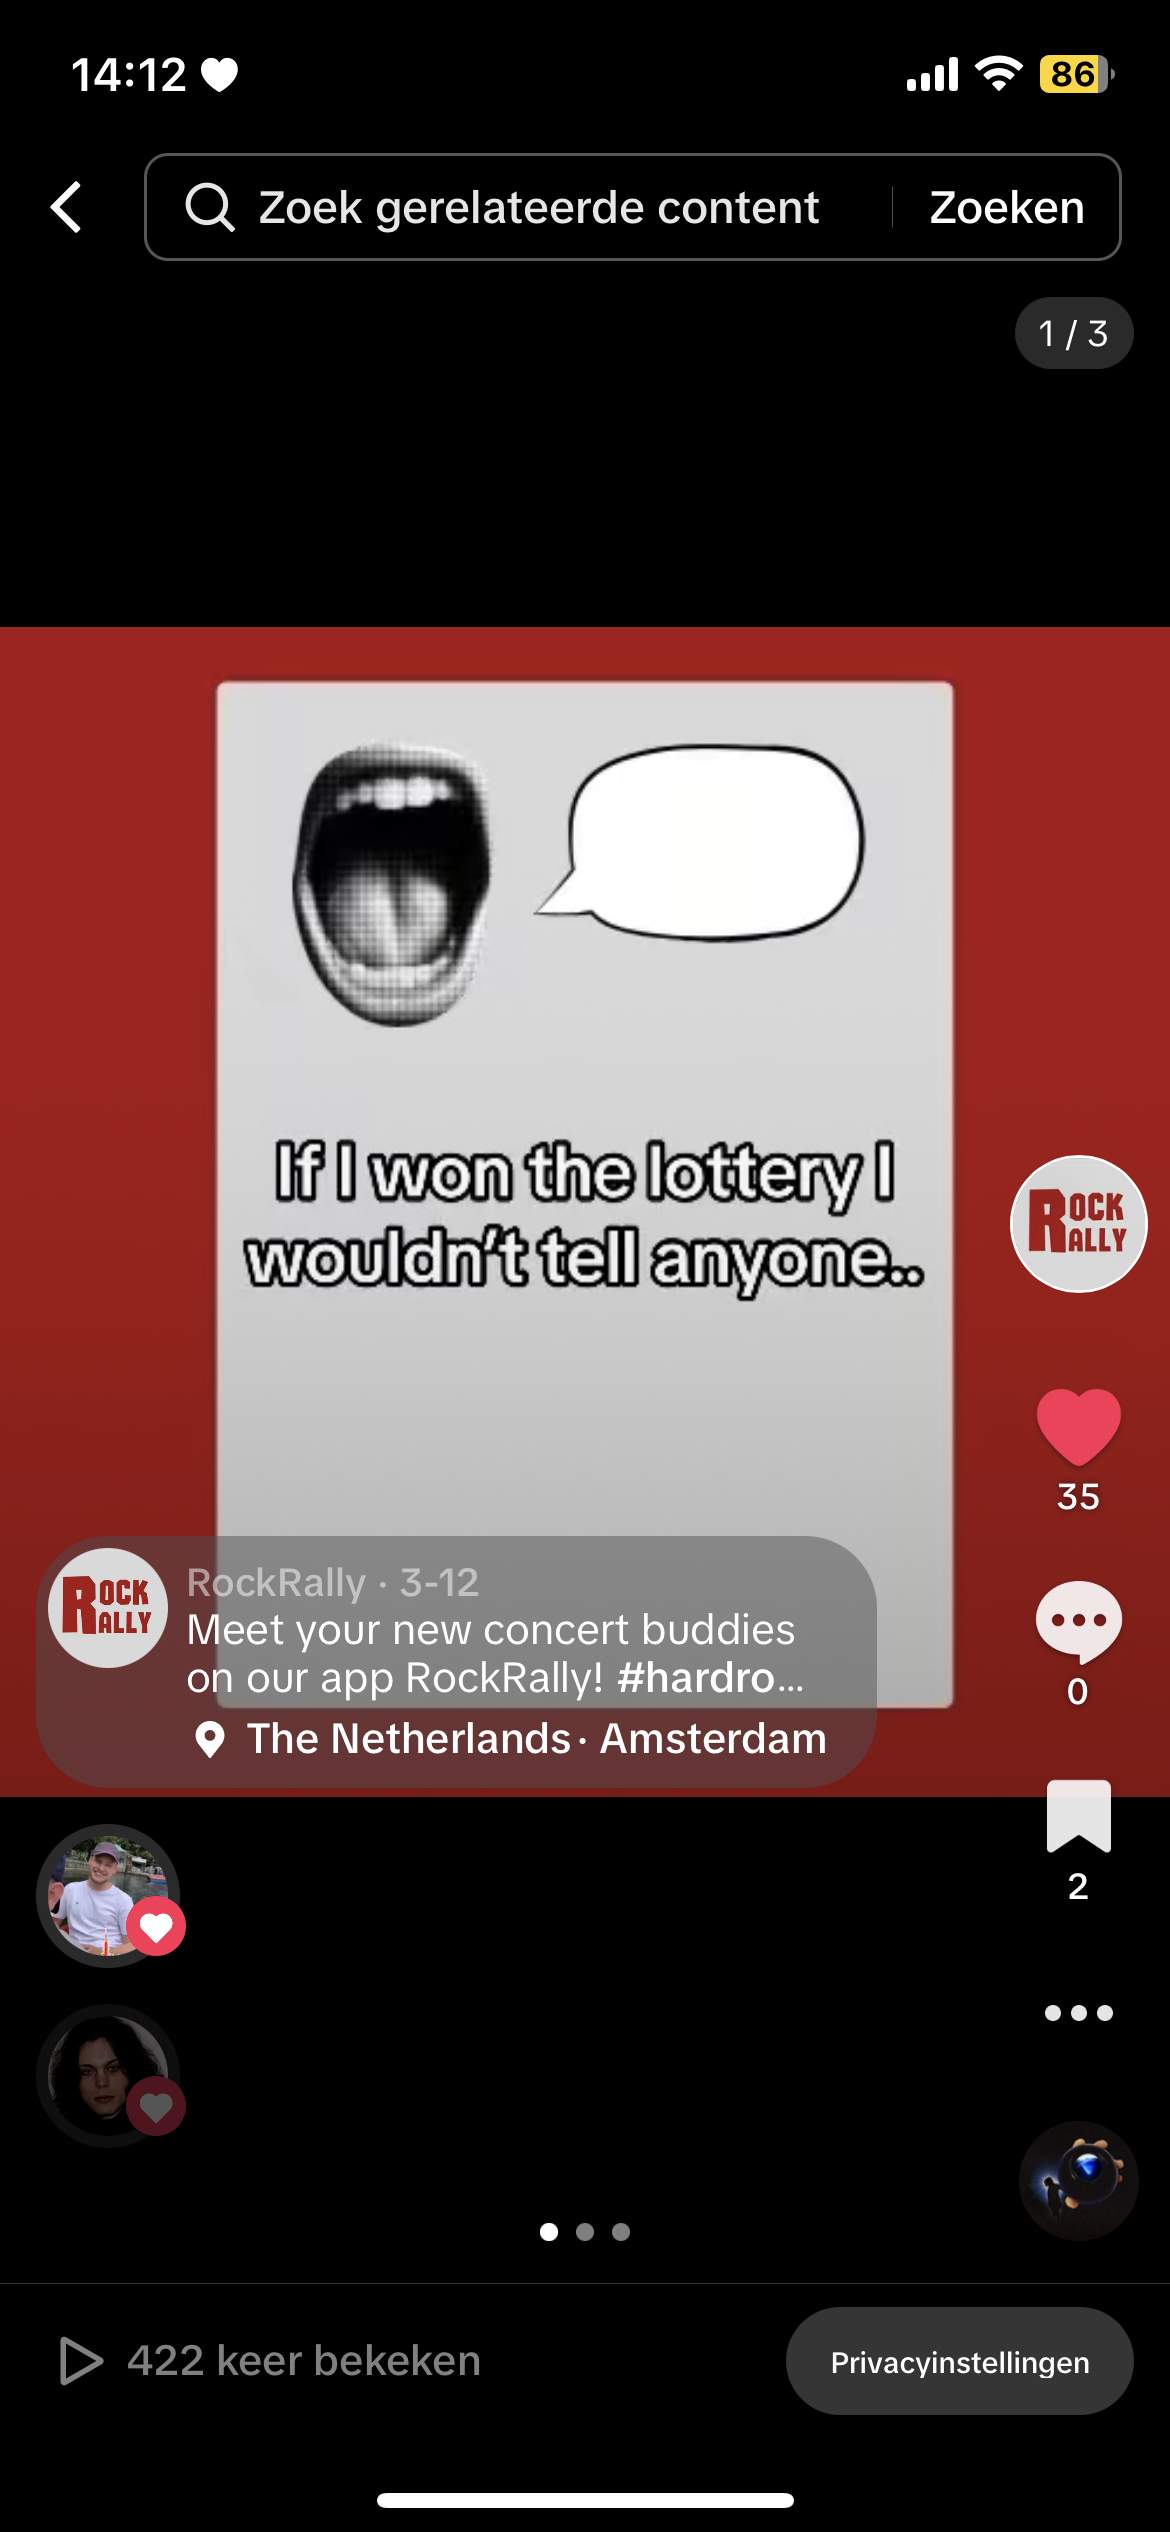 14:12
86
Zoek gerelateerde content
Zoeken
1 / 3
If I won the lottery I
wouldn't tell anyone..
ROCK
RALLY
35
ROCK
RALLY
RockRally · 3-12
Meet your new concert buddies
on our app RockRally! #hardro...
0
The Netherlands · Amsterdam
2
422 keer bekeken
Privacyinstellingen